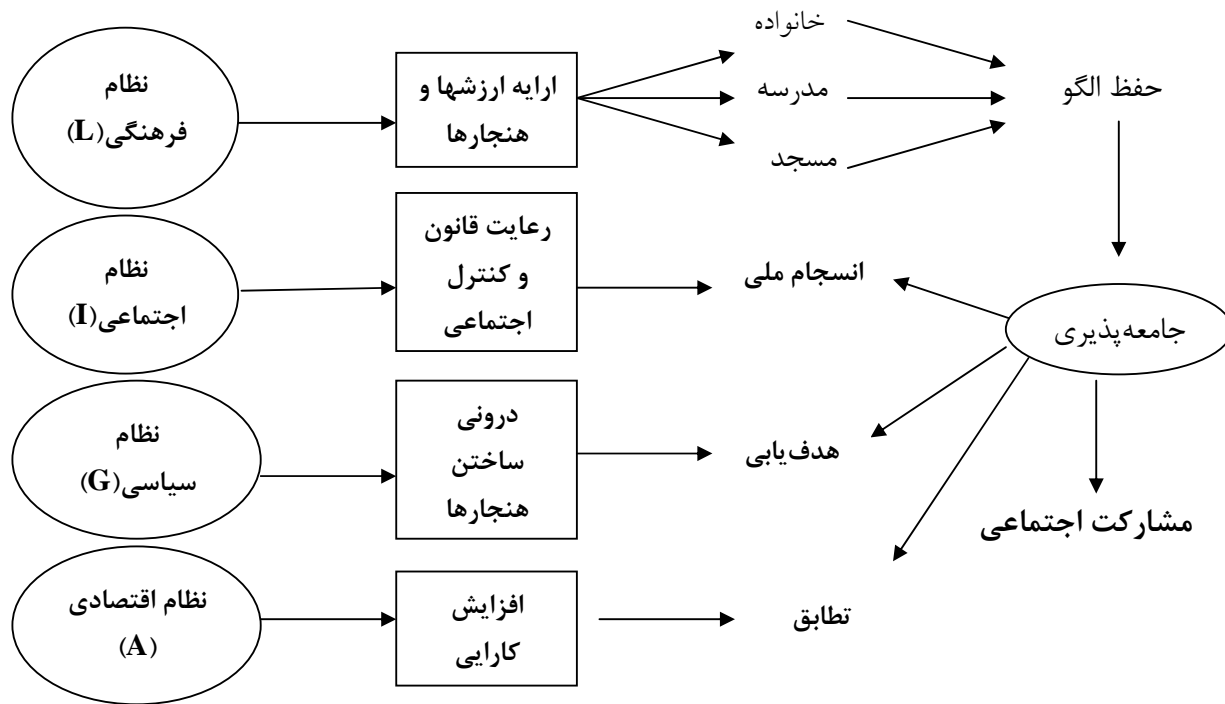 نظام
فرهنگی(L)
ارایه ارزشها و
هنجارها
خانواده
مدرسه
مسجد
حفظ الگو
نظام
اجتماعی(I)
رعایت قانون
و کنترل
اجتماعی
انسجام ملی
جامعه‌پذیری
نظام
سیاسی(G)
درونی
ساختن
هنجارها
هدف‌یابی
مشارکت اجتماعی
نظام اقتصادی
(A)
افزایش
کارایی
تطابق